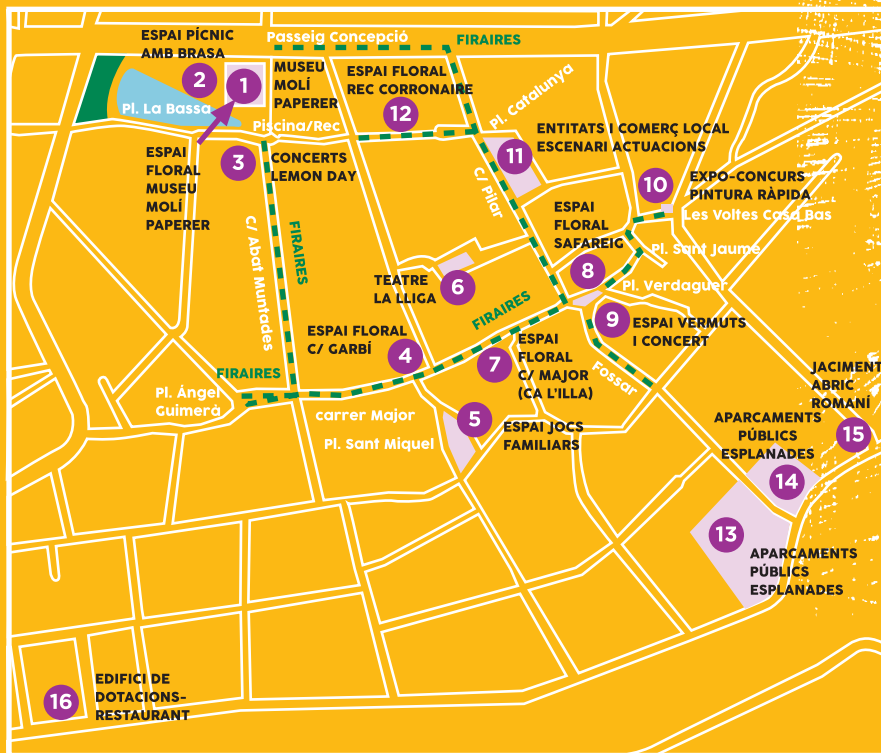 ESPAI PÍCNIC
AMB BRASA
2
1
MUSEU
MOLÍ
PAPERER
Pl. La Bassa
Passeig Concepció
FIRAIRES
ESPAI FLORAL
REC CORRONAIRE
12
Piscina/Rec
Pl. Catalunya
11
ENTITATS I COMERÇ LOCAL
ESCENARI ACTUACIONS
ESPAI
FLORAL
MUSEU
MOLÍ
PAPERER
3
CONCERTS
LEMON DAY
C/ Pilar
10
EXPO-CONCURS
PINTURA RÀPIDA
Les Voltes Casa Bas
ESPAI
FLORAL
SAFAREIG
8
Pl. Sant Jaume
Pl. Verdaguer
C/ Abat Muntades
FIRAIRES
TEATRE
LA LLIGA
6
FIRAIRES
9
ESPAI VERMUTS
I CONCERT
Fossar
ESPAI FLORAL
C/ GARBÍ
4
7
ESPAI
FLORAL
C/ MAJOR
(CA L'ILLA)
FIRAIRES
Pl. Ángel
Guimerà
carrer Major
Pl. Sant Miquel
5
ESPAI JOCS
FAMILIARS
JACIMENT
ABRIC
ROMANÍ
15
APARCAMENTS
PÚBLICS
ESPLANADES
14
13
APARCAMENTS
PÚBLICS
ESPLANADES
16
EDIFICI DE
DOTACIONS-
RESTAURANT